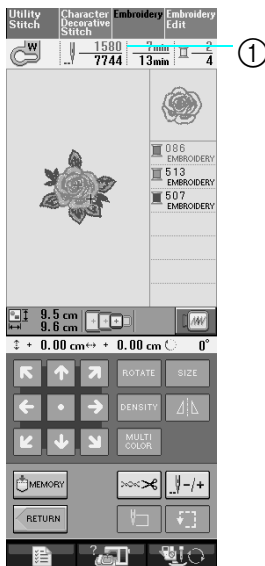 Utility Stitch
Character Decorative Stitch
Embroidery
Embroidery Edit
W
1580
7744
7min
13min
2
4
①
086
EMBROIDERY
513
EMBROIDERY
507
EMBROIDERY
9.5 cm
9.6 cm
+ 0.00 cm + 0.00 cm 0°
ROTATE
SIZE
DENSITY
MULTI COLOR
MEMORY
-/+
RETURN
?